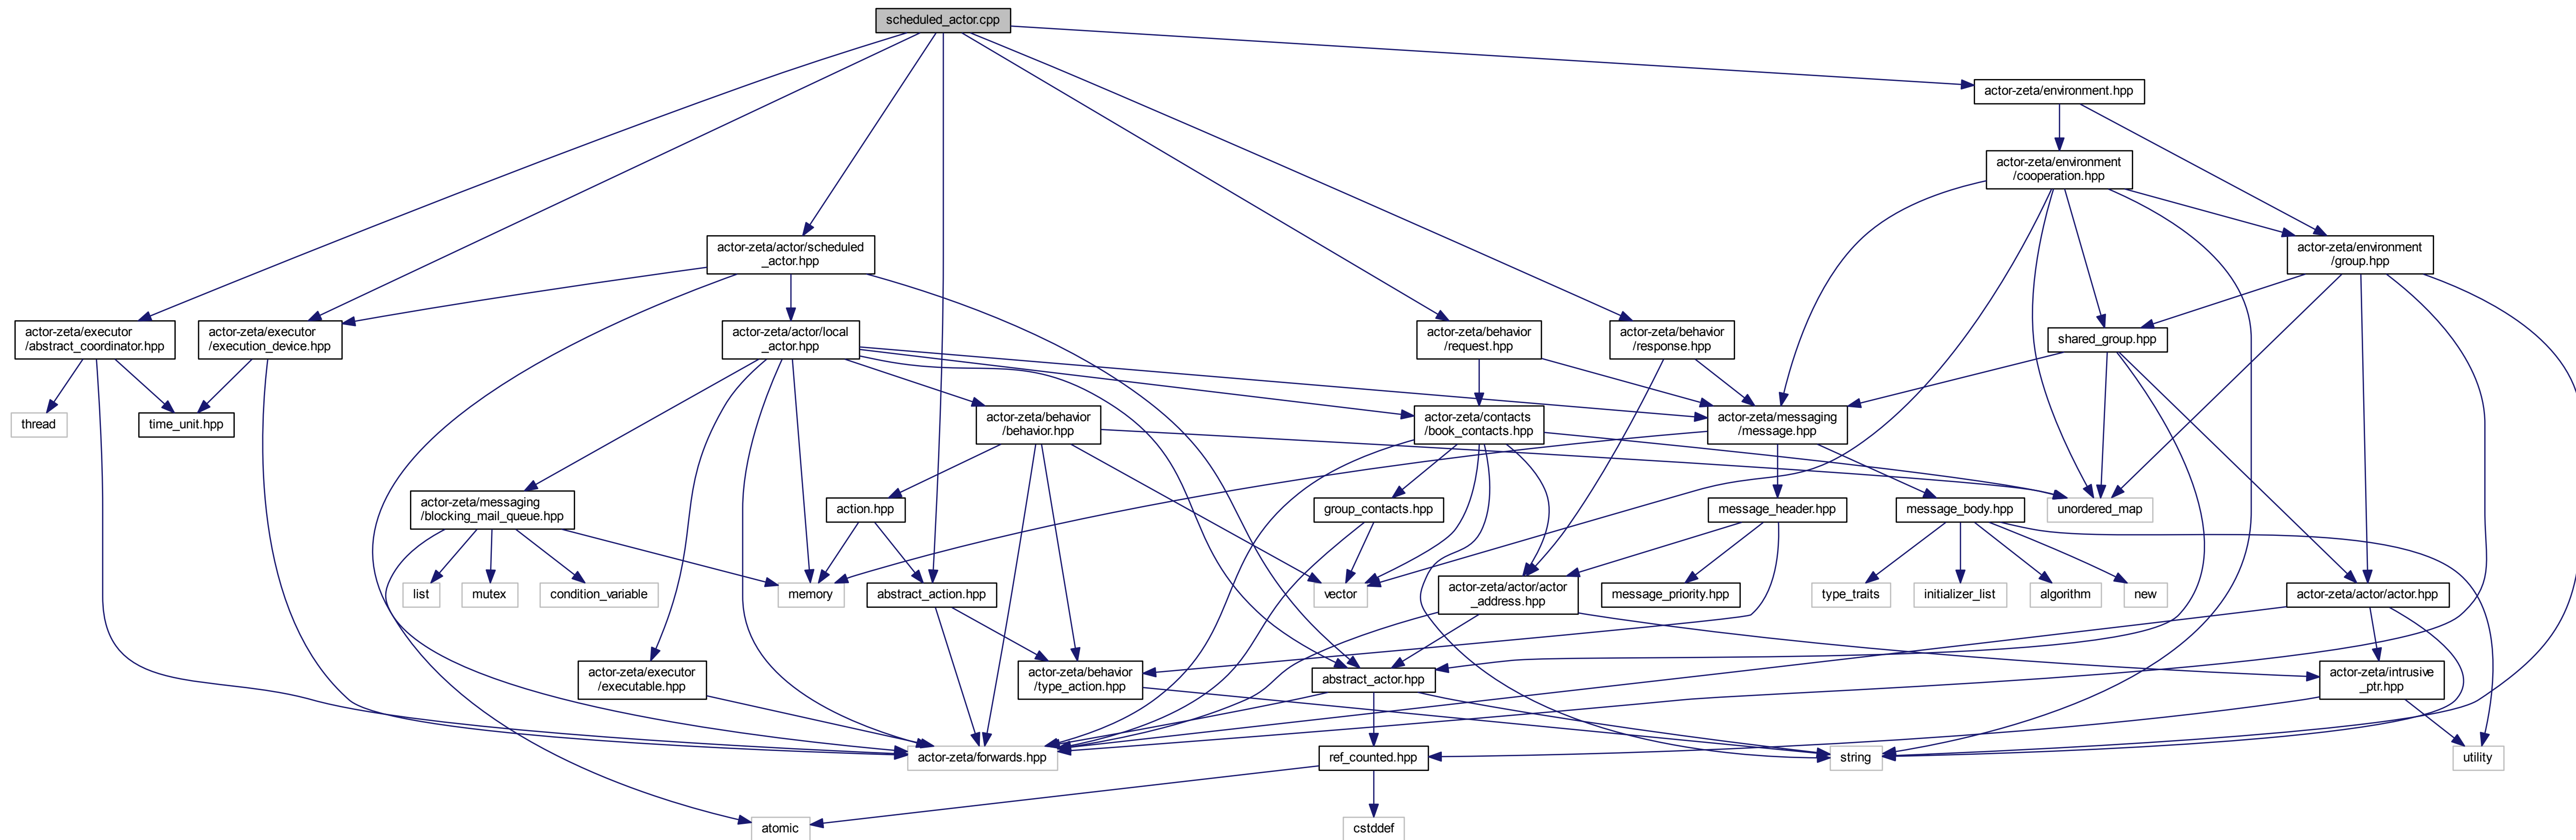 scheduled_actor.cpp
actor-zeta/environment.hpp
actor-zeta/environment
/cooperation.hpp
actor-zeta/actor/scheduled
_actor.hpp
actor-zeta/environment
/group.hpp
actor-zeta/executor
/abstract_coordinator.hpp
actor-zeta/executor
/execution_device.hpp
actor-zeta/actor/local
_actor.hpp
actor-zeta/behavior
/request.hpp
actor-zeta/behavior
/response.hpp
shared_group.hpp
thread
time_unit.hpp
actor-zeta/behavior
/behavior.hpp
actor-zeta/contacts
/book_contacts.hpp
actor-zeta/messaging
/message.hpp
actor-zeta/messaging
/blocking_mail_queue.hpp
action.hpp
group_contacts.hpp
message_header.hpp
message_body.hpp
unordered_map
list
mutex
condition_variable
memory
abstract_action.hpp
vector
actor-zeta/actor/actor
_address.hpp
message_priority.hpp
type_traits
initializer_list
algorithm
new
actor-zeta/actor/actor.hpp
actor-zeta/executor
/executable.hpp
actor-zeta/behavior
/type_action.hpp
abstract_actor.hpp
actor-zeta/intrusive
_ptr.hpp
actor-zeta/forwards.hpp
ref_counted.hpp
string
utility
atomic
cstddef